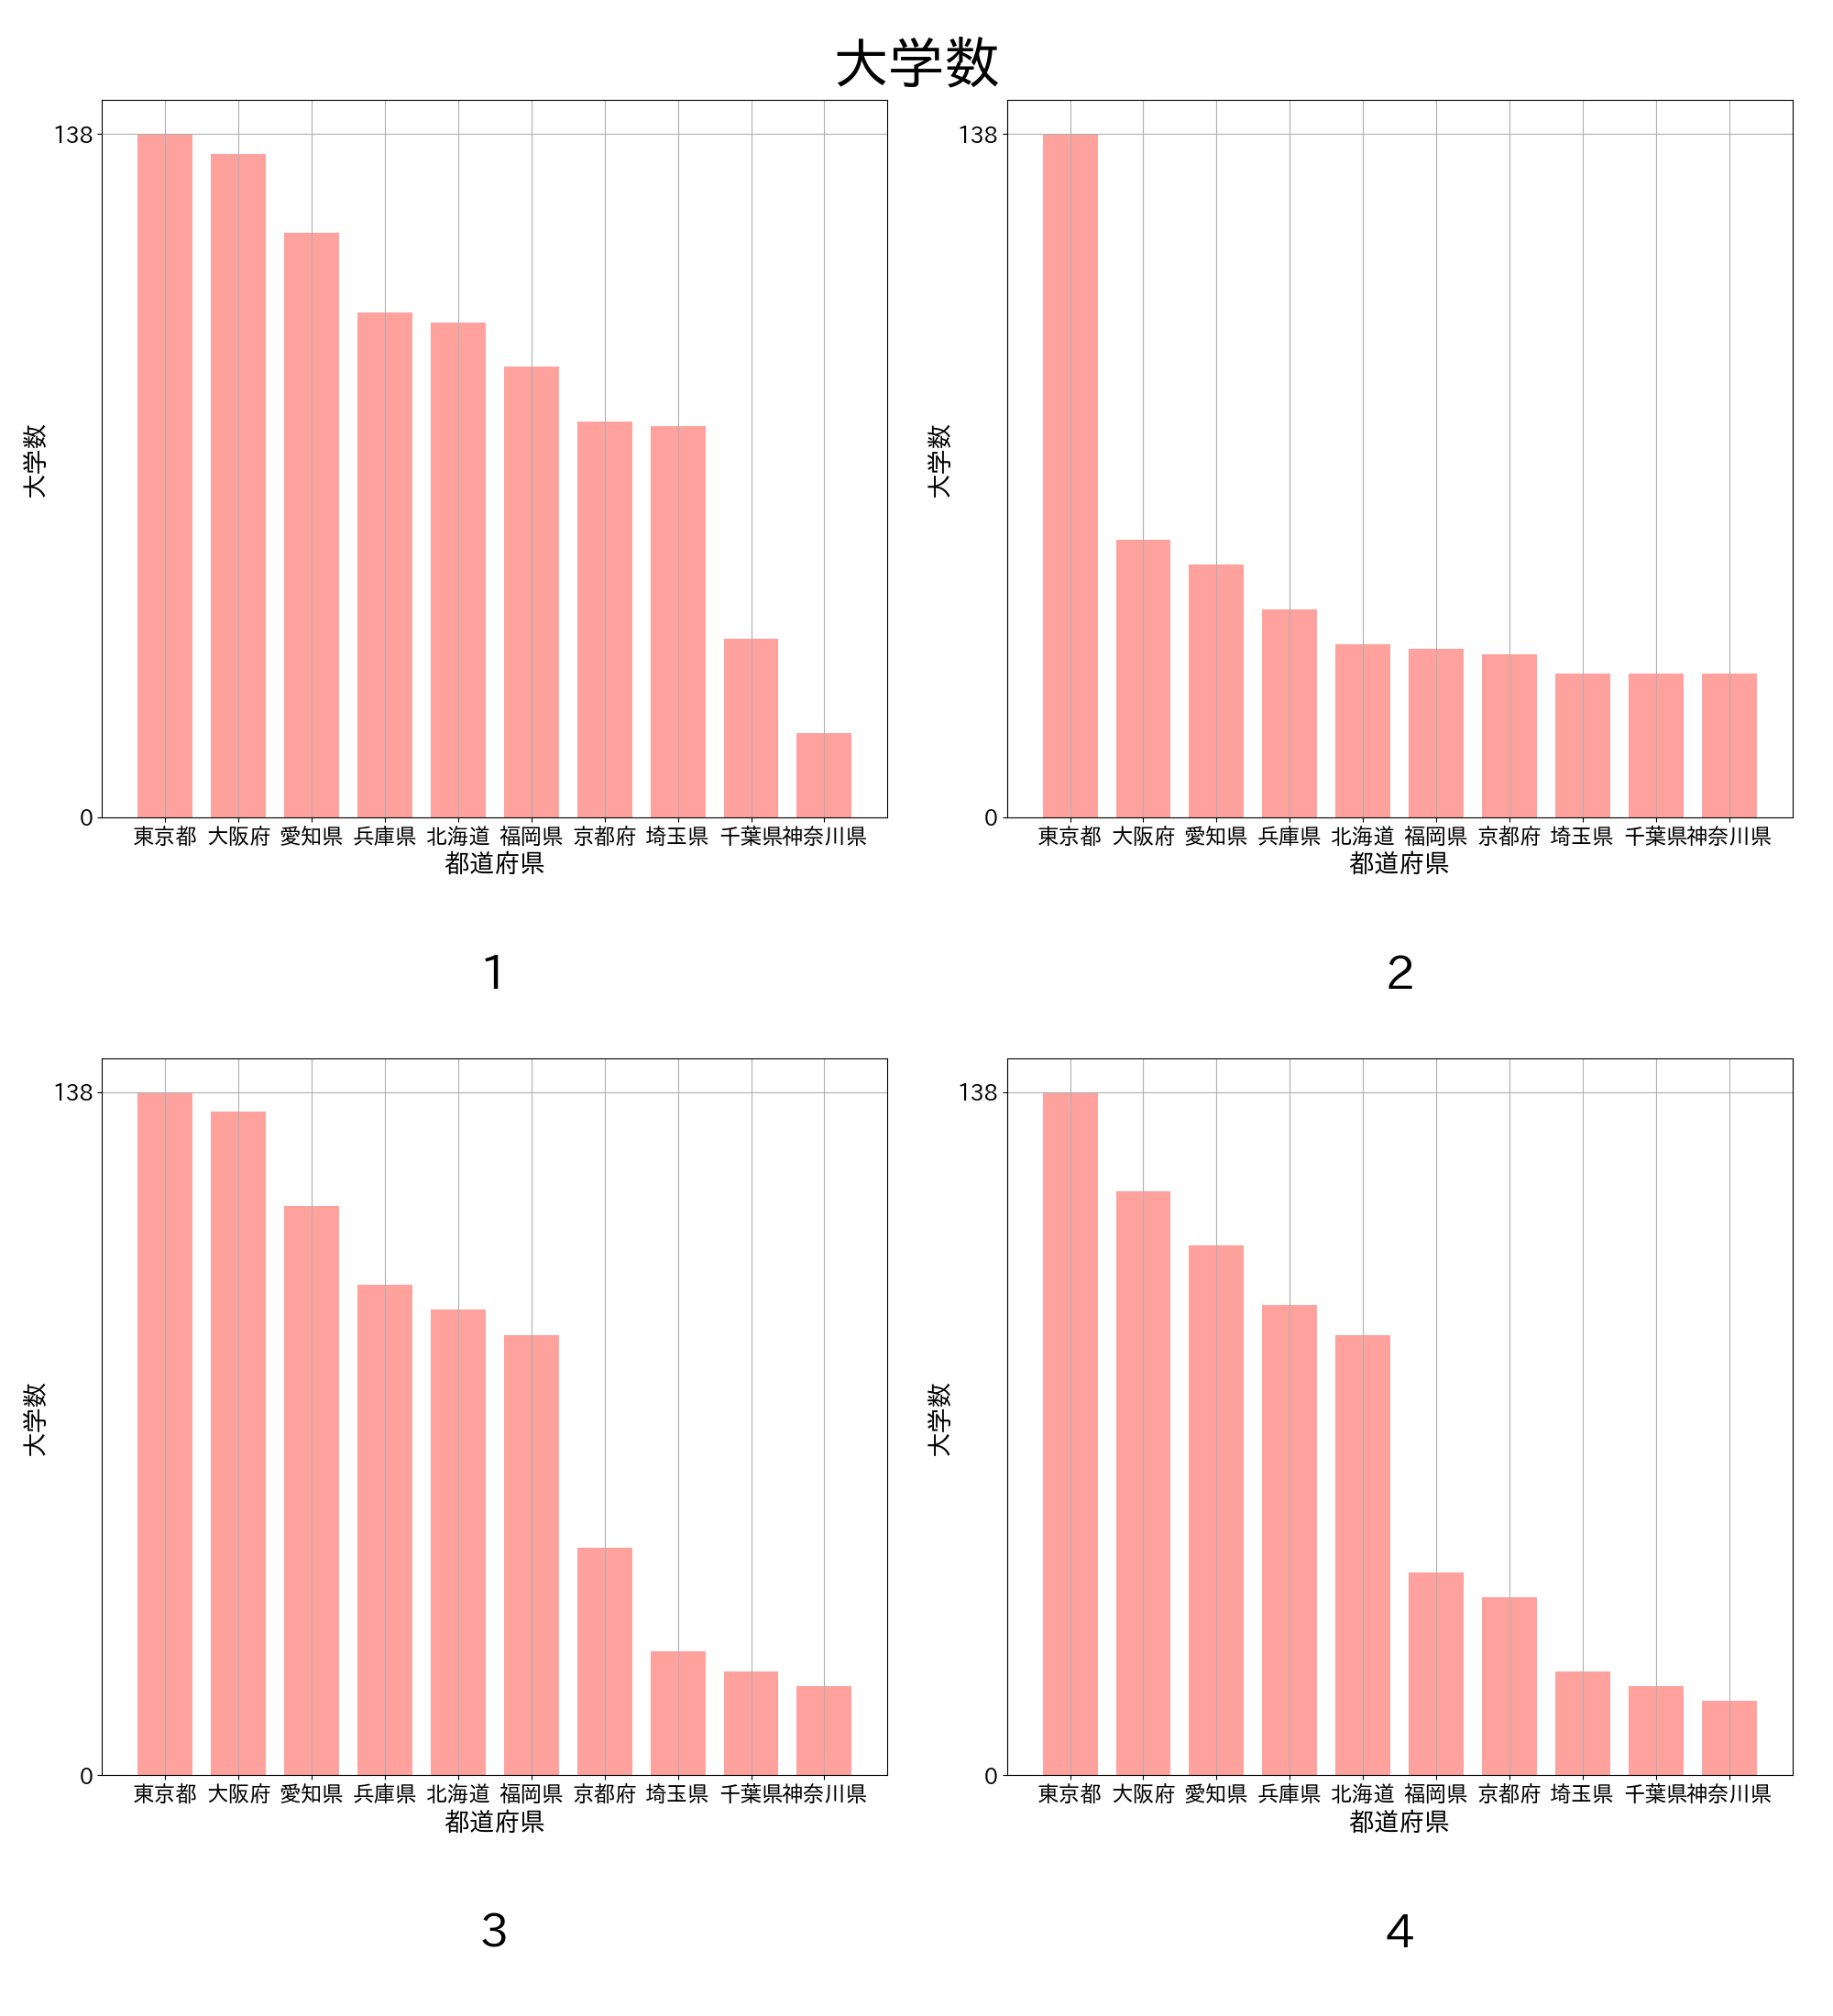 大学数
138
0
大学数
東京都 大阪府 愛知県 兵庫県 北海道 福岡県 京都府 埼玉県 千葉県 神奈川県
都道府県
1
138
0
大学数
東京都 大阪府 愛知県 兵庫県 北海道 福岡県 京都府 埼玉県 千葉県 神奈川県
都道府県
2
138
0
大学数
東京都 大阪府 愛知県 兵庫県 北海道 福岡県 京都府 埼玉県 千葉県 神奈川県
都道府県
3
138
0
大学数
東京都 大阪府 愛知県 兵庫県 北海道 福岡県 京都府 埼玉県 千葉県 神奈川県
都道府県
4